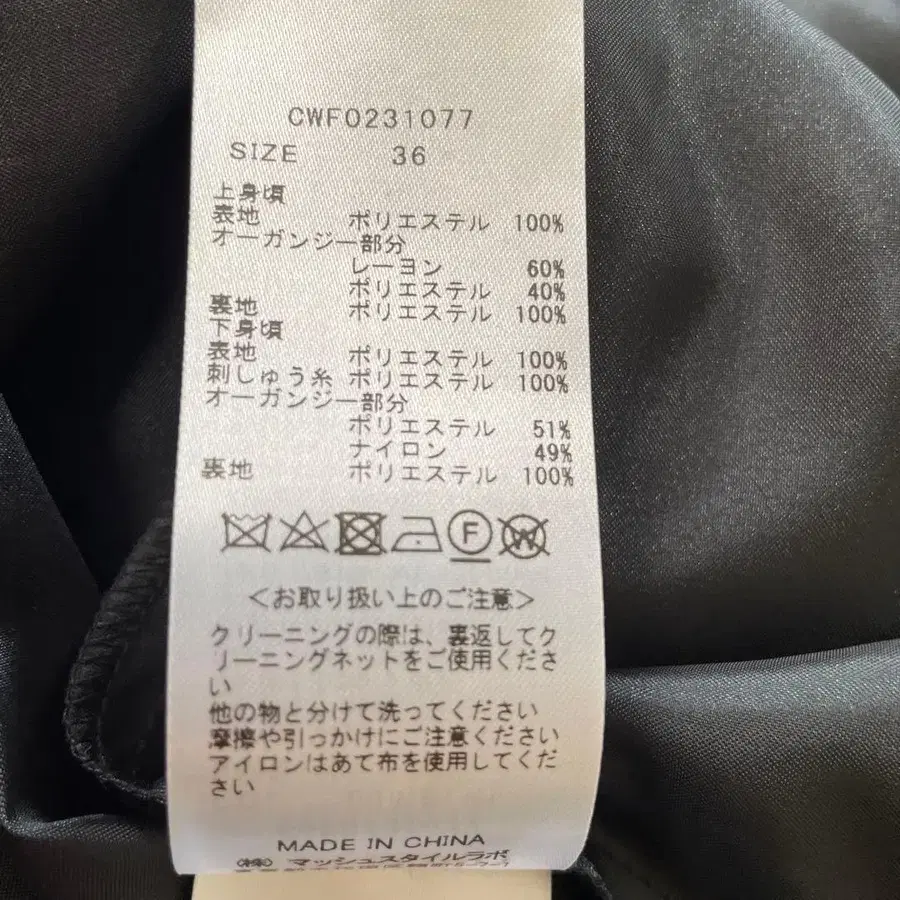 CWF0231077
SIZE 36
上身頃
表地 ポリエステル 100%
オーガンジー部分
レーヨン 60%
ポリエステル 40%
裏地 ポリエステル 100%
下身頃
表地 ポリエステル 100%
刺しゅう糸 ポリエステル 100%
オーガンジー部分
ポリエステル 51%
ナイロン 49%
裏地 ポリエステル 100%
F W
<お取り扱い上のご注意>
クリーニングの際は、裏返してク
リーニングネットをご使用くださ
い
他の物と分けて洗ってください
摩擦や引っかけにご注意ください
アイロンはあて布を使用してくだ
さい
MADE IN CHINA
(株) マッシュスタイルラボ